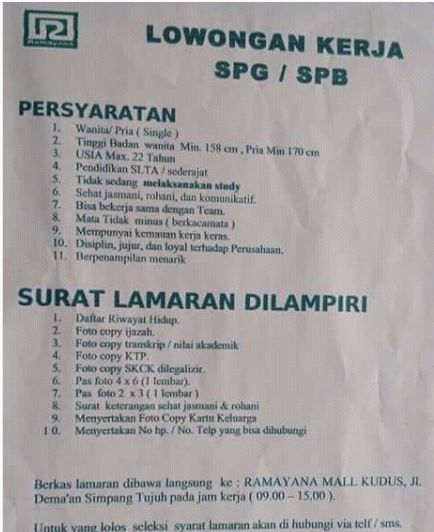 Ramayana
LOWONGAN KERJA
SPG / SPB
PERSYARATAN
1. Wanita/ Pria ( Single )
2. Tinggi Badan wanita Min. 158 cm , Pria Min 170 cm
3. USIA Max. 22 Tahun
4. Pendidikan SLTA / sederajat
5. Tidak sedang melaksanakan study
6. Sehat jasmani, rohani, dan komunikatif.
7. Bisa bekerja sama dengan Team.
8. Mata Tidak minus ( berkacamata )
9. Mempunyai kemauan kerja keras.
10. Disiplin, jujur, dan loyal terhadap Perusahaan.
11. Berpenampilan menarik
SURAT LAMARAN DILAMPIRI
1. Daftar Riwayat Hidup.
2. Foto copy ijazah.
3. Foto copy transkrip / nilai akademik
4. Foto copy KTP.
5. Foto copy SKCK dilegalizir.
6. Pas foto 4 x 6 (1 lembar).
7. Pas foto 2 x 3 ( 1 lembar )
8. Surat keterangan sehat jasmani & rohani
9. Menyertakan Foto Copy Kartu Keluarga
10. Menyertakan No hp. / No. Telp yang bisa dihubungi
Berkas lamaran dibawa langsung ke : RAMAYANA MALL KUDUS, Jl.
Dema'an Simpang Tujuh pada jam kerja ( 09.00 – 15.00 ).
Untuk yang lolos seleksi syarat lamaran akan di hubungi via telf / sms.